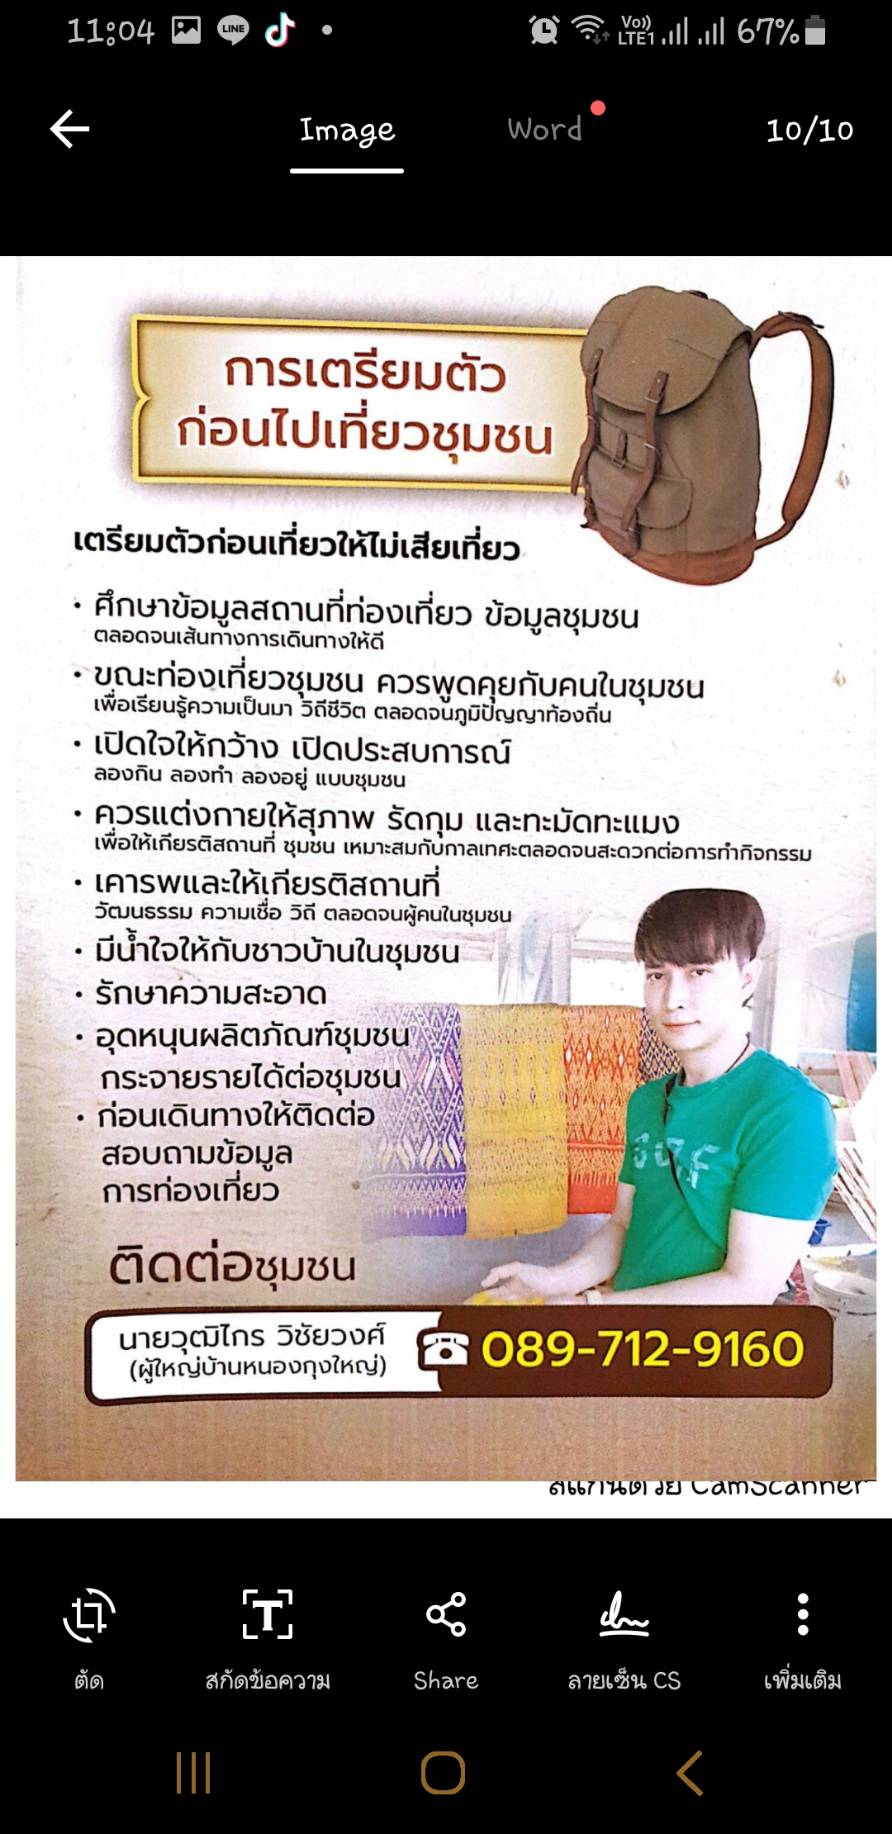 11:04
LINE
Vo))
LTE1
67%
Image
Word
10/10
การเตรียมตัว
ก่อนไปเที่ยวชุมชน
เตรียมตัวก่อนเที่ยวให้ไม่เสียเที่ยว
• ศึกษาข้อมูลสถานที่ท่องเที่ยว ข้อมูลชุมชน
ตลอดจนเส้นทางการเดินทางให้ดี
• ขณะท่องเที่ยวชุมชน ควรพูดคุยกับคนในชุมชน
เพื่อเรียนรู้ความเป็นมา วิถีชีวิต ตลอดจนภูมิปัญญาท้องถิ่น
• เปิดใจให้กว้าง เปิดประสบการณ์
ลองกิน ลองทำ ลองอยู่ แบบชุมชน
• ควรแต่งกายให้สุภาพ รัดกุม และทะมัดทะแมง
เพื่อให้เกียรติสถานที่ ชุมชน เหมาะสมกับกาลเทศะตลอดจนสะดวกต่อการทำกิจกรรม
• เคารพและให้เกียรติสถานที่
วัฒนธรรม ความเชื่อ วิถี ตลอดจนผู้คนในชุมชน
• มีน้ำใจให้กับชาวบ้านในชุมชน
• รักษาความสะอาด
• อุดหนุนผลิตภัณฑ์ชุมชน
กระจายรายได้ต่อชุมชน
• ก่อนเดินทางให้ติดต่อ
สอบถามข้อมูล
การท่องเที่ยว
ติดต่อชุมชน
นายวุฒิไกร วิชัยวงศ์
(ผู้ใหญ่บ้านหนองกุงใหญ่)
089-712-9160
สแกนด้วย CamScanner
ตัด
สกัดข้อความ
Share
ลายเซ็น CS
เพิ่มเติม